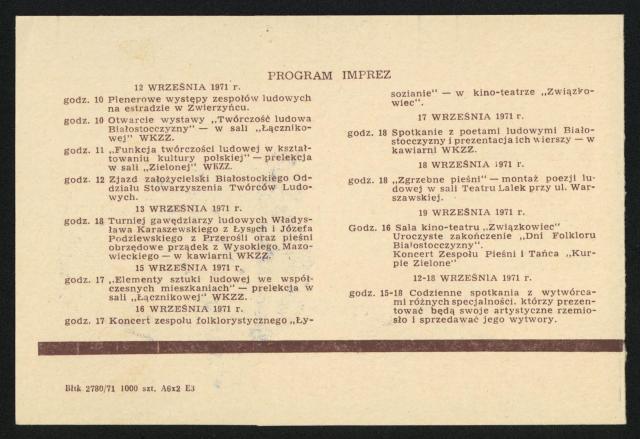 PROGRAM IMPREZ
12 WRZEŚNIA 1971 r.
godz. 10 Plenerowe występy zespołów ludowych
na estradzie w Zwierzyńcu.
godz. 10 Otwarcie wystawy „Twórczość ludowa
Białostocczyzny" — w sali „Łączniko-
wej" WKZZ.
godz. 11 „Funkcja twórczości ludowej w kształ-
towaniu kultury polskiej" — prelekcja
w sali „Zielonej" WKZZ.
godz. 12 Zjazd założycielski Białostockiego Od-
działu Stowarzyszenia Twórców Ludo-
wych.
13 WRZEŚNIA 1971 r.
godz. 18 Turniej gawędziarzy ludowych Władys-
ława Karaszewskiego z Łysych i Józefa
Podziewskiego z Przerośli oraz pieśni
obrzędowe prządek z Wysokiego Mazo-
wieckiego — w kawiarni WKZZ.
15 WRZEŚNIA 1971 r.
godz. 17 „Elementy sztuki ludowej we współ-
czesnych mieszkaniach" — prelekcja w
sali „Łącznikowej" WKZZ.
16 WRZEŚNIA 1971 r.
godz. 17 Koncert zespołu folklorystycznego „Ły-
sozianie" — w kino-teatrze „Związko-
wiec".
17 WRZEŚNIA 1971 r.
godz. 18 Spotkanie z poetami ludowymi Biało-
stocczyzny i prezentacja ich wierszy — w
kawiarni WKZZ.
18 WRZEŚNIA 1971 r.
godz. 18 „Zgrzebne pieśni" — montaż poezji lu-
dowej w sali Teatru Lalek przy ul. War-
szawskiej.
19 WRZEŚNIA 1971 r.
Godz. 16 Sala kino-teatru „Związkowiec"
Uroczyste zakończenie „Dni Folkloru
Białostocczyzny".
Koncert Zespołu Pieśni i Tańca „Kur-
pie Zielone"
12-18 WRZEŚNIA 1971 r.
godz. 15-18 Codzienne spotkania z wytwórca-
mi różnych specjalności, którzy prezen-
tować będą swoje artystyczne rzemio-
sło i sprzedawać jego wytwory.
Błtk 2780/71 1000 szt. A6x2 E3